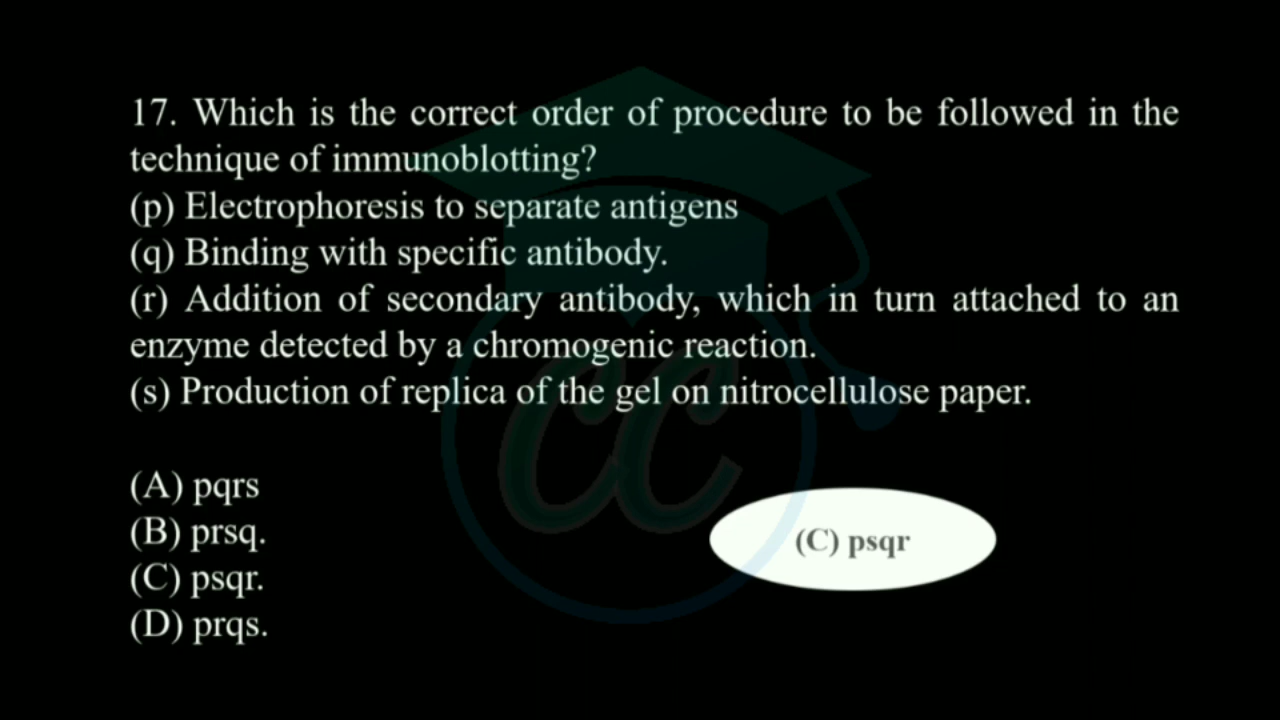 17. Which is the correct order of procedure to be followed in the
technique of immunoblotting?
(p) Electrophoresis to separate antigens
(q) Binding with specific antibody.
(r) Addition of secondary antibody, which in turn attached to an
enzyme detected by a chromogenic reaction.
(s) Production of replica of the gel on nitrocellulose paper.
(A) pqrs
(B) prsq.
(C) psqr.
(D) prqs.
(C) psqr
CC